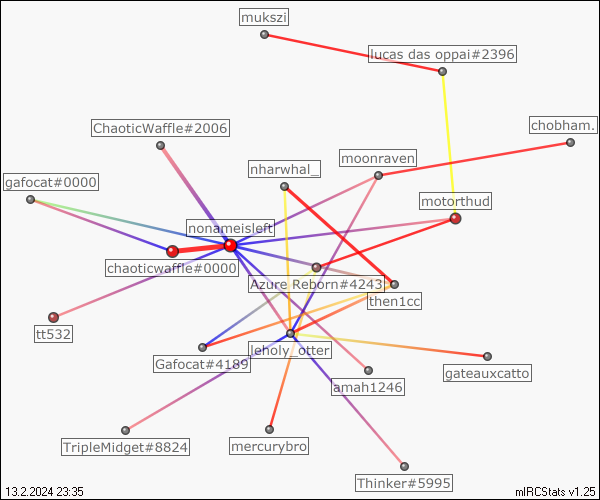 mukszi
lucas das oppai#2396
ChaoticWaffle#2006
chobham.
nharwhal_
moonraven
gafocat#0000
motorthud
nonameisleft
chaoticwaffle#0000
Azure Reborn#4243
then1cc
tt532
leholy_otter
Gafocat#4189
gateauxcatto
amah1246
TripleMidget#8824
mercurybro
Thinker#5995
13.2.2024 23:35
mIRCStats v1.25